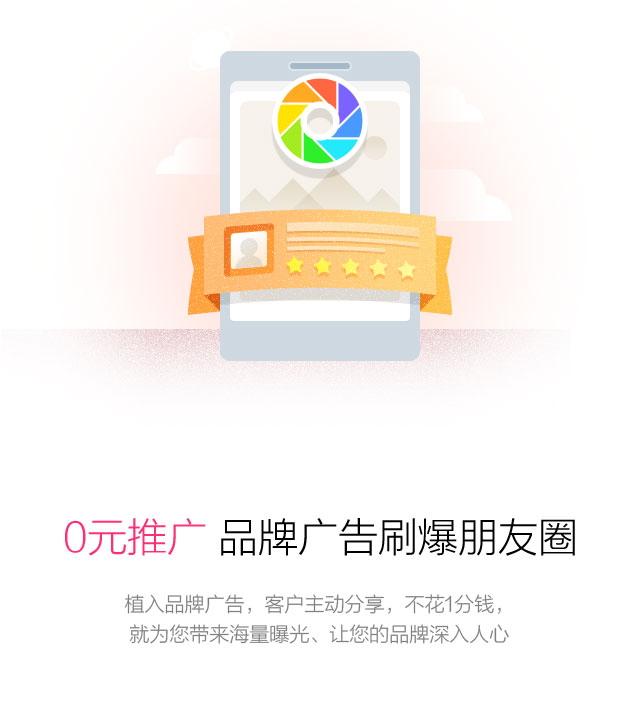 0元推广 品牌广告刷爆朋友圈
植入品牌广告，客户主动分享，不花1分钱，
就为您带来海量曝光、让您的品牌深入人心